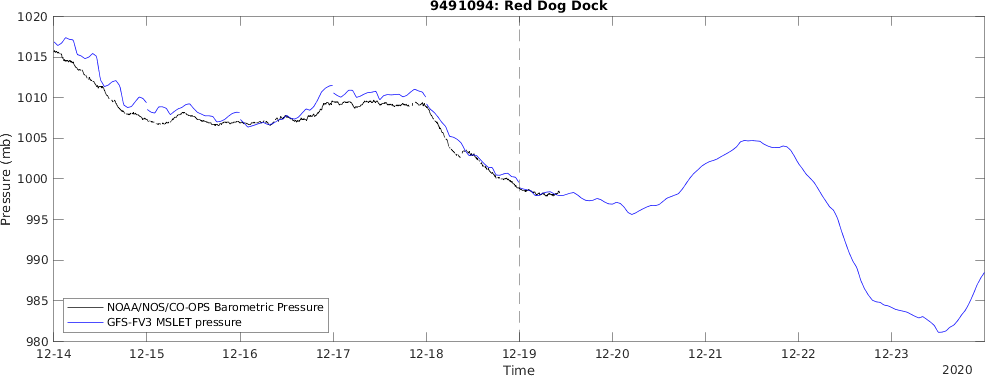 9491094: Red Dog Dock
1020
1015
1010
1005
1000
995
990
985
980
Pressure (mb)
NOAA/NOS/CO-OPS Barometric Pressure
GFS-FV3 MSLET pressure
12-14 12-15 12-16 12-17 12-18 12-19 12-20 12-21 12-22 12-23
Time
2020